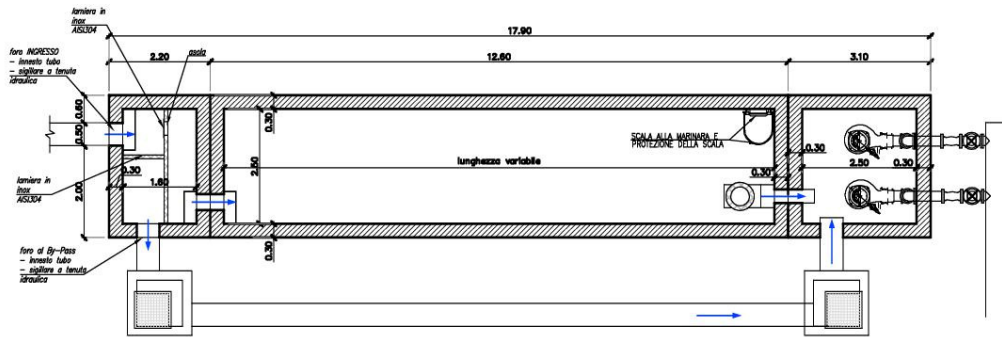 lamiera in
inox
AISI304
17.90
foro INGRESSO
- innesto tubo
- sigillare a tenuta
idraulica
asola
2.20
12.60
3.10
0.60
0.50
2.00
0.30
1.60
0.30
2.50
0.30
lunghezza variabile
SCALA ALLA MARINARA E
PROTEZIONE DELLA SCALA
0.30
0.30
2.50
0.30
lamiera in
inox
AISI304
foro al By-Pass
- innesto tubo
- sigillare a tenuta
idraulica